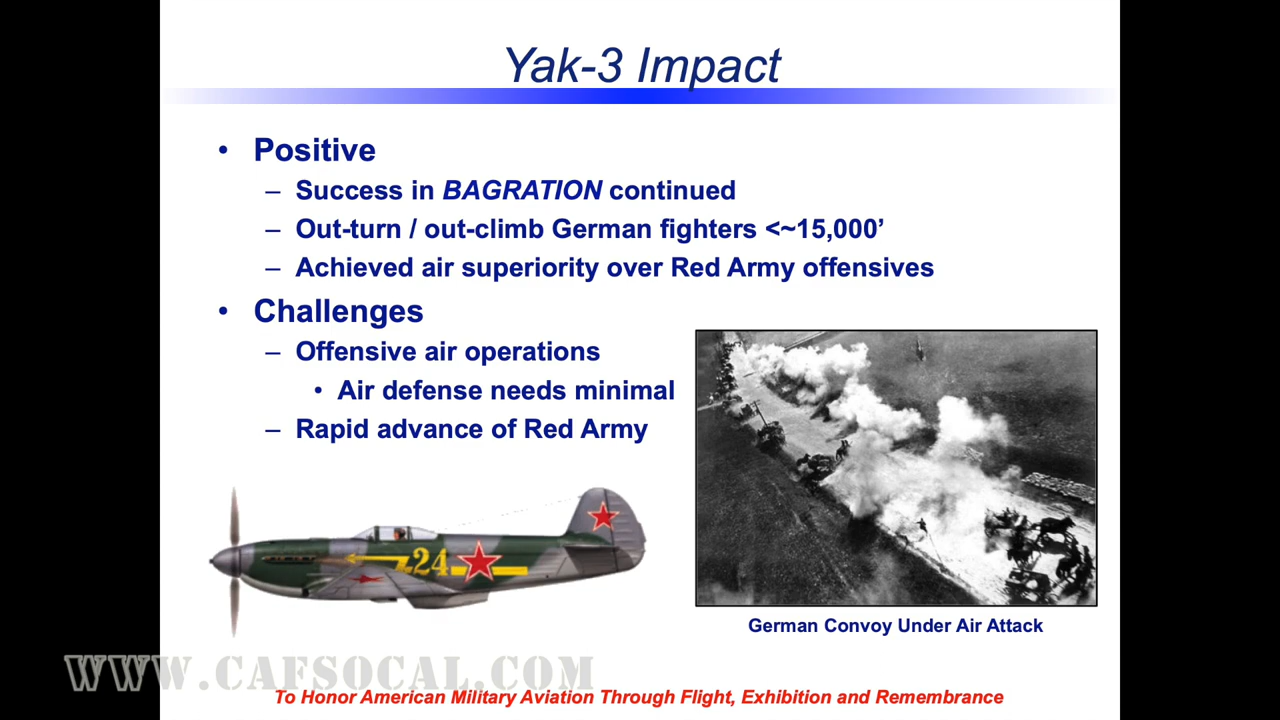 Yak-3 Impact
• Positive
– Success in BAGRATION continued
– Out-turn / out-climb German fighters <~15,000’
– Achieved air superiority over Red Army offensives
• Challenges
– Offensive air operations
• Air defense needs minimal
– Rapid advance of Red Army
24
German Convoy Under Air Attack
WWW.CAFSOCAL.COM
To Honor American Military Aviation Through Flight, Exhibition and Remembrance